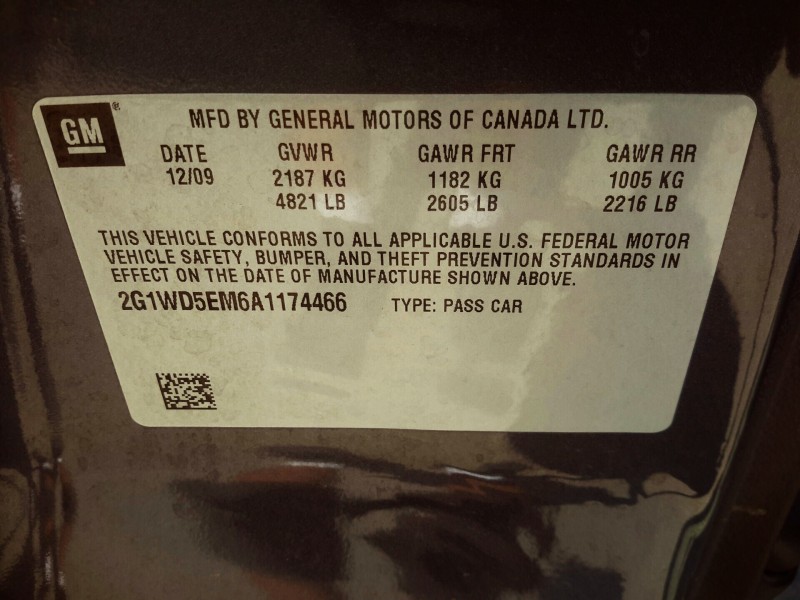 GM®
MFD BY GENERAL MOTORS OF CANADA LTD.
DATE GVWR GAWR FRT GAWR RR
12/09 2187 KG 1182 KG 1005 KG
4821 LB 2605 LB 2216 LB
THIS VEHICLE CONFORMS TO ALL APPLICABLE U.S. FEDERAL MOTOR
VEHICLE SAFETY, BUMPER, AND THEFT PREVENTION STANDARDS IN
EFFECT ON THE DATE OF MANUFACTURE SHOWN ABOVE.
2G1WD5EM6A1174466 TYPE: PASS CAR